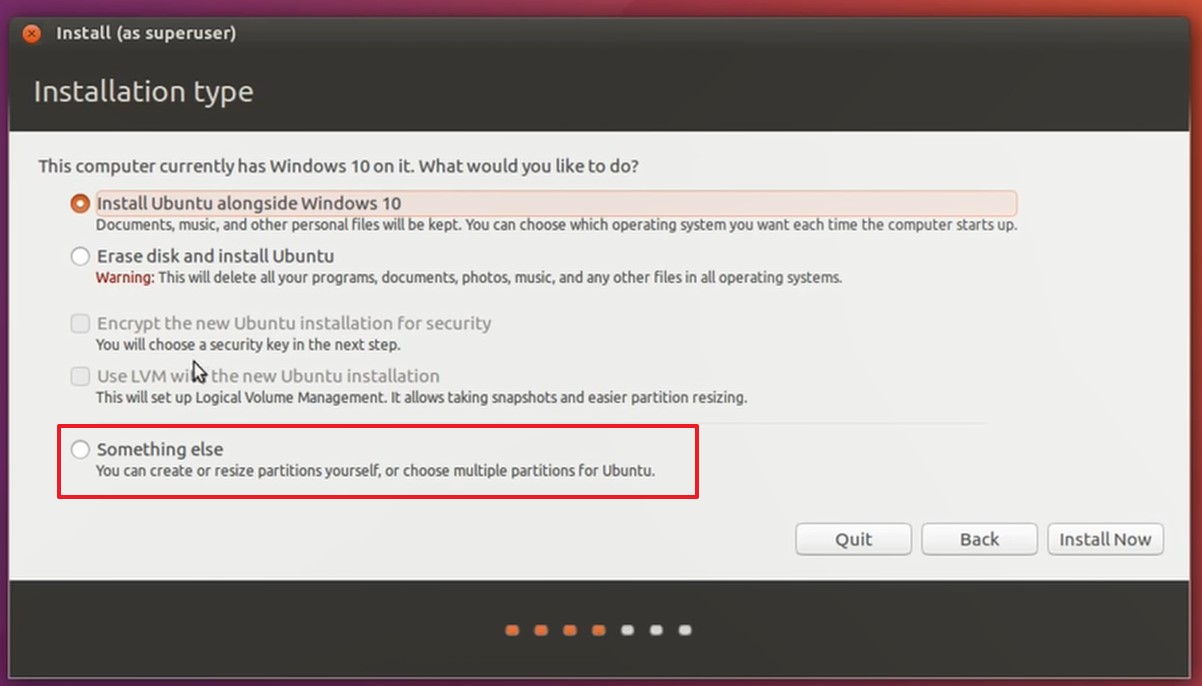 Install (as superuser)
Installation type
This computer currently has Windows 10 on it. What would you like to do?
Install Ubuntu alongside Windows 10
Documents, music, and other personal files will be kept. You can choose which operating system you want each time the computer starts up.
Erase disk and install Ubuntu
Warning: This will delete all your programs, documents, photos, music, and any other files in all operating systems.
Encrypt the new Ubuntu installation for security
You will choose a security key in the next step.
Use LVM with the new Ubuntu installation
This will set up Logical Volume Management. It allows taking snapshots and easier partition resizing.
Something else
You can create or resize partitions yourself, or choose multiple partitions for Ubuntu.
Quit Back Install Now